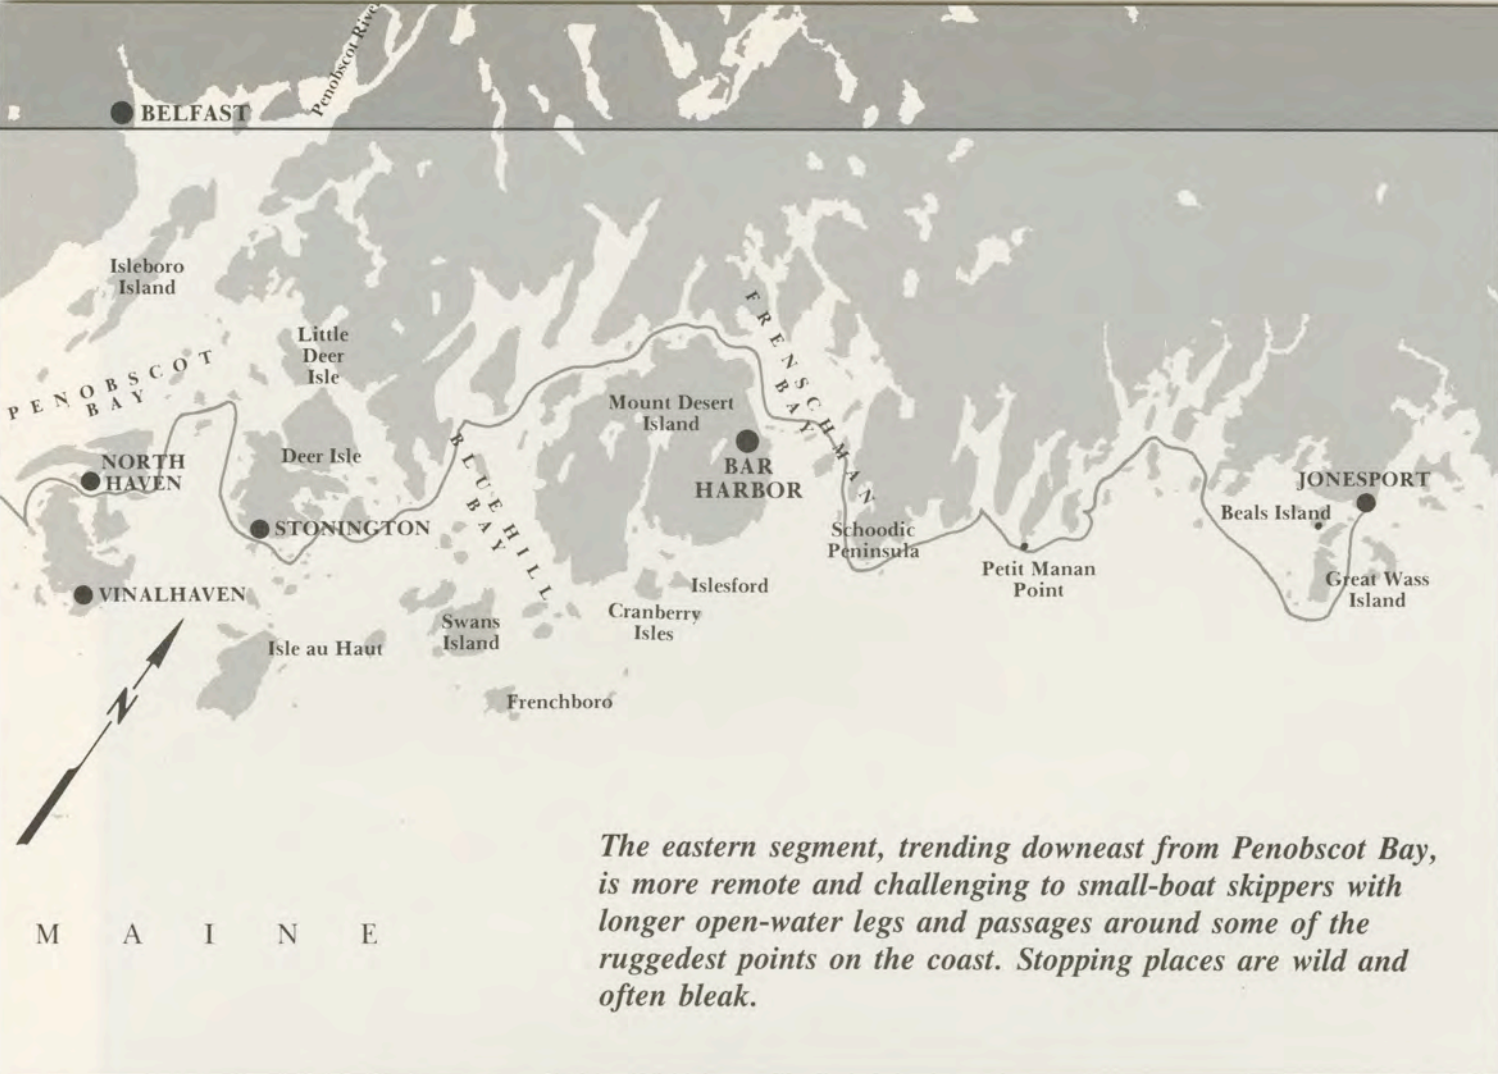 Penobscot River
BELFAST
Isleboro
Island
Little
Deer
Isle
PENOBSCOT
BAY
FRENSCHMAN
BAY
Mount Desert
Island
Deer Isle
NORTH
HAVEN
BLUE HILL
BAY
BAR
HARBOR
JONESPORT
Beals Island
STONINGTON
Schoodic
Peninsula
Petit Manan
Point
Great Wass
Island
VINALHAVEN
Islesford
Cranberry
Isles
Swans
Island
Isle au Haut
Frenchboro
N
The eastern segment, trending downeast from Penobscot Bay,
is more remote and challenging to small-boat skippers with
longer open-water legs and passages around some of the
ruggedest points on the coast. Stopping places are wild and
often bleak.
MAINE